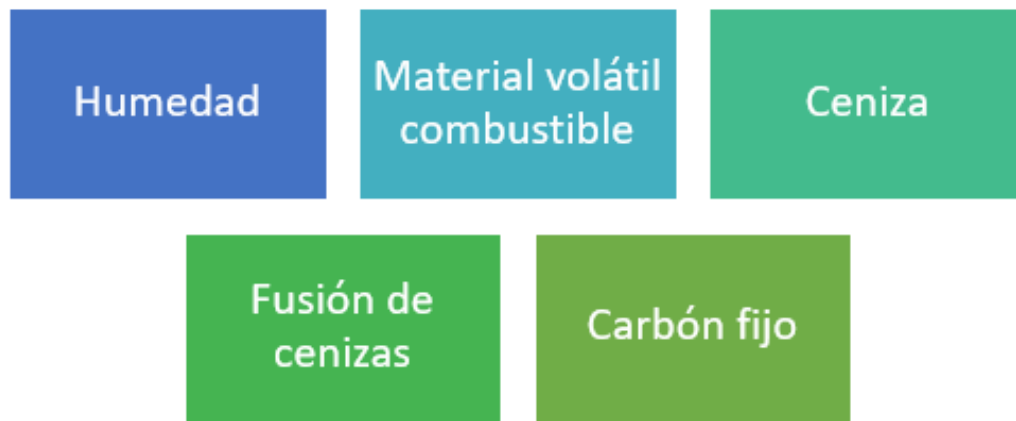 Humedad
Material volátil
combustible
Ceniza
Fusión de
cenizas
Carbón fijo